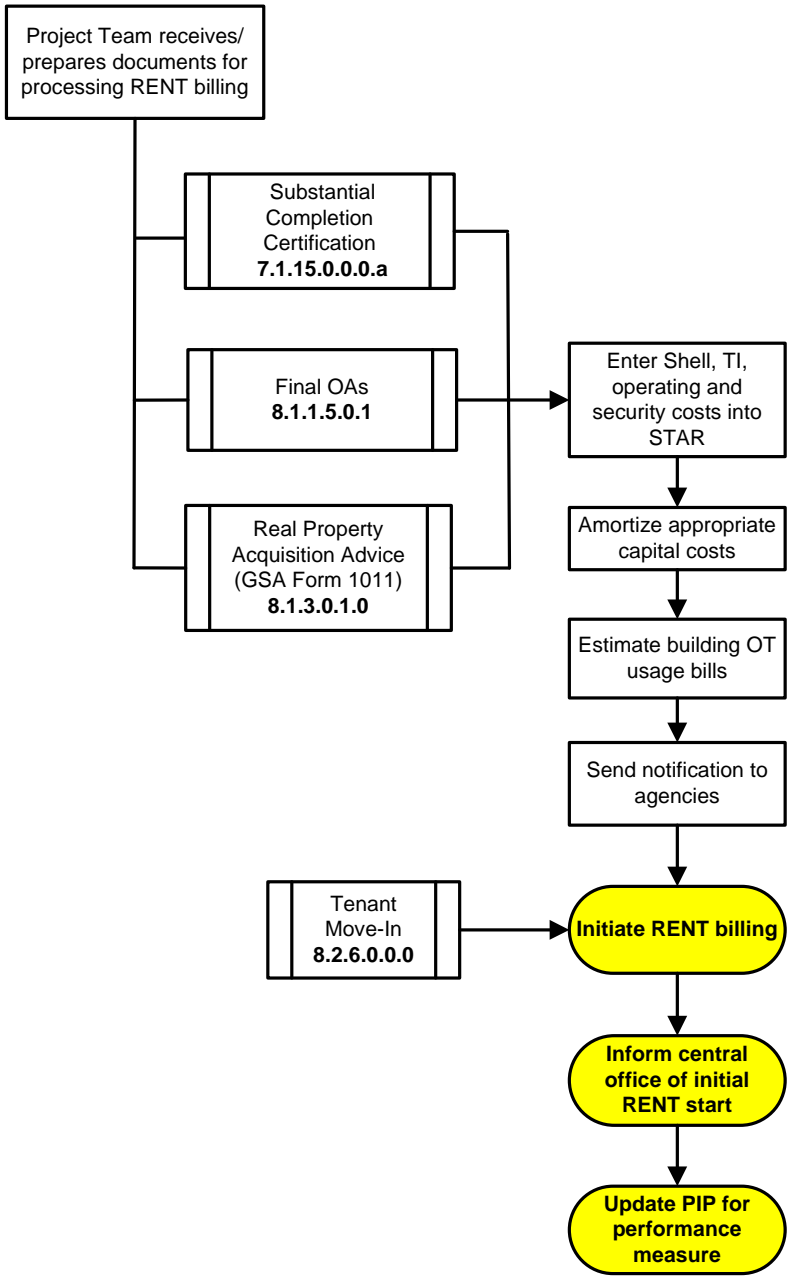 Project Team receives/
prepares documents for
processing RENT billing
Substantial
Completion
Certification
7.1.15.0.0.0.a
Final OAs
8.1.1.5.0.1
Real Property
Acquisition Advice
(GSA Form 1011)
8.1.3.0.1.0
Enter Shell, TI,
operating and
security costs into
STAR
Amortize appropriate
capital costs
Estimate building OT
usage bills
Send notification to
agencies
Tenant
Move-In
8.2.6.0.0.0
Initiate RENT billing
Inform central
office of initial
RENT start
Update PIP for
performance
measure